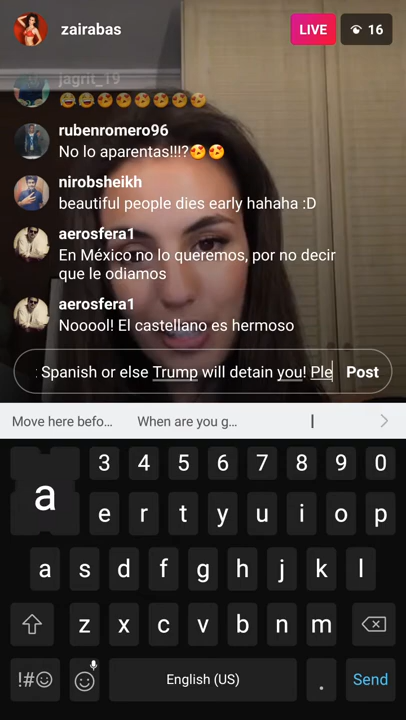 zairabas
LIVE
16
jagrit_19
😂😂😍😍😍😍😍😍
rubenromero96
No lo aparentas!!!?😍😍
nirobsheikh
beautiful people dies early hahaha :D
aerosfera1
En México no lo queremos, por no decir
que le odiamos
aerosfera1
Nooool! El castellano es hermoso
: Spanish or else Trump will detain you! Ple
Post
Move here befo... When are you g... I
a 3 4 5 6 7 8 9 0
e r t y u i o p
a s d f g h j k l
z x c v b n m
!#☺ English (US) . Send